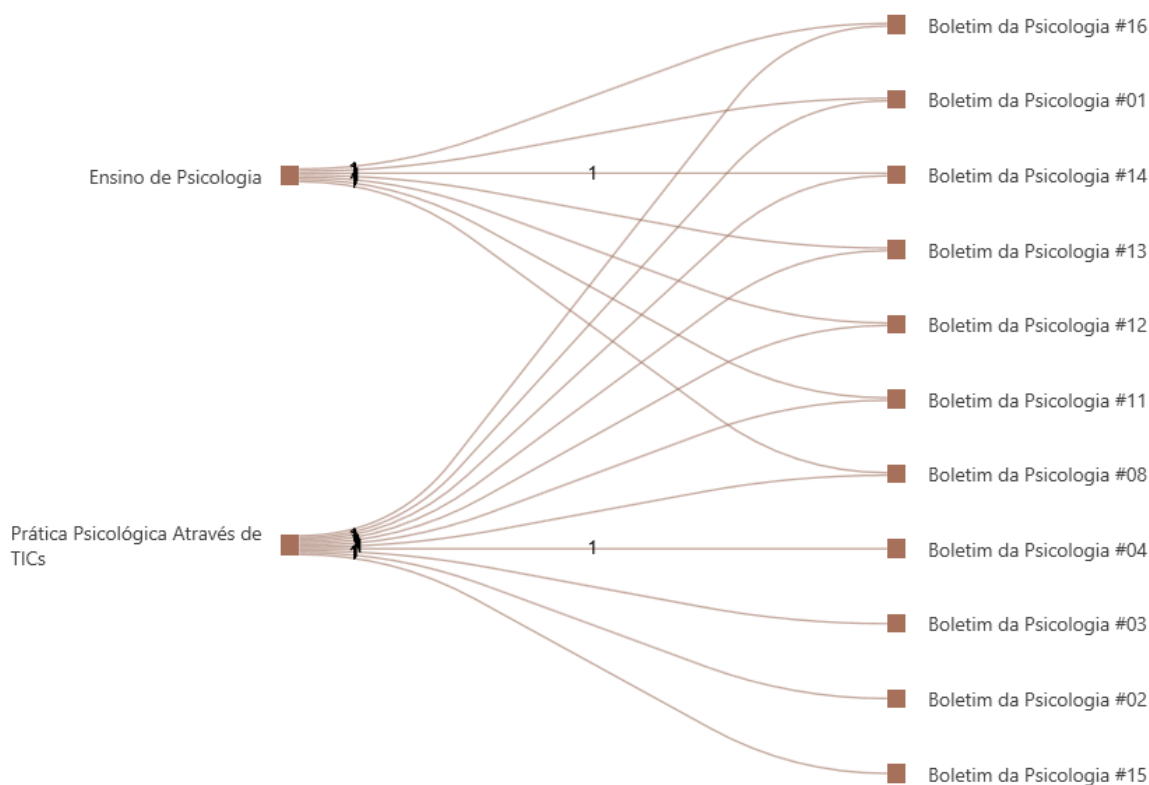 Boletim da Psicologia #16
Boletim da Psicologia #01
Ensino de Psicologia
1
Boletim da Psicologia #14
Boletim da Psicologia #13
Boletim da Psicologia #12
Boletim da Psicologia #11
Boletim da Psicologia #08
Prática Psicológica Através de
TICs
1
Boletim da Psicologia #04
Boletim da Psicologia #03
Boletim da Psicologia #02
Boletim da Psicologia #15